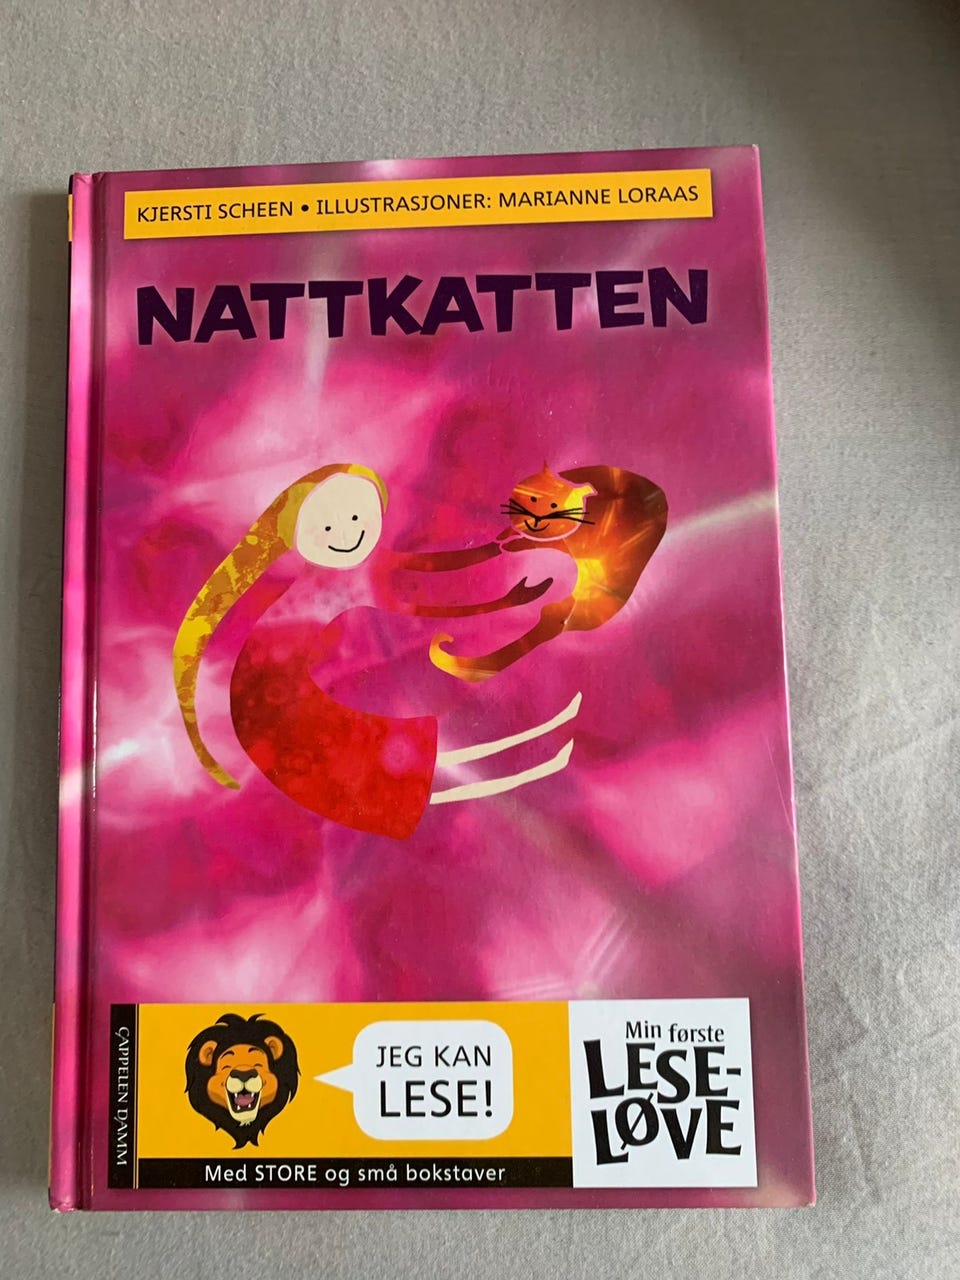 KJERSTI SCHEEN • ILLUSTRASJONER: MARIANNE LORAAS
NATTKATTEN
CAPPELEN DAMM
JEG KAN
LESE!
Med STORE og små bokstaver
Min første
LESE-
LØVE